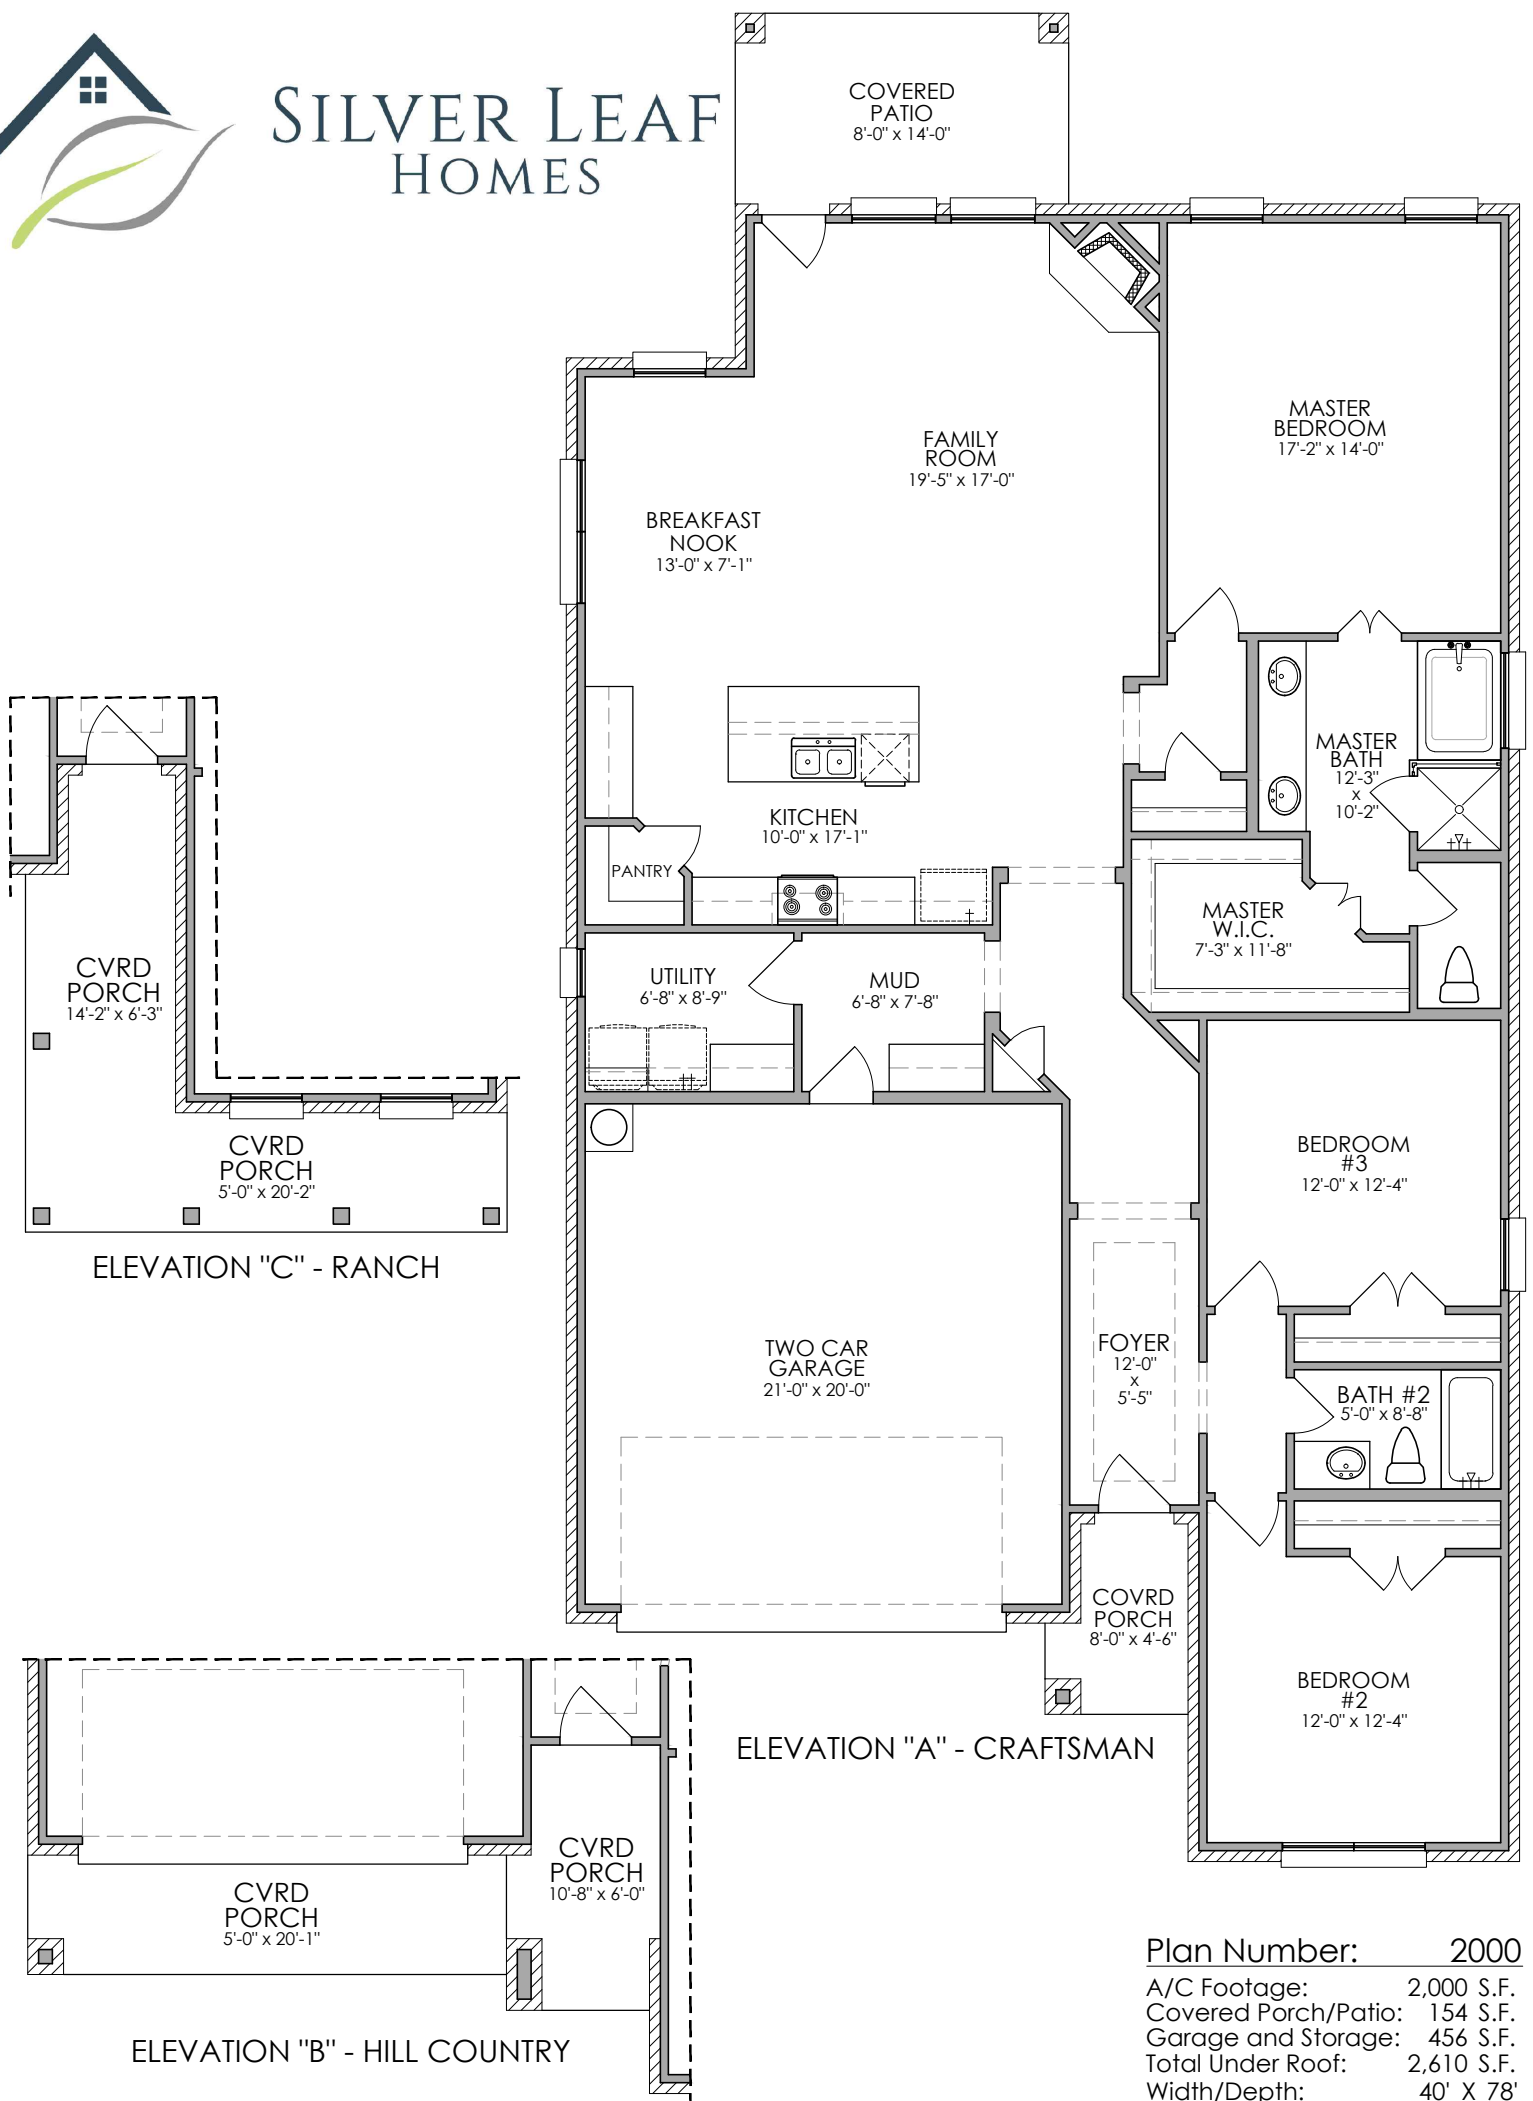 SILVER LEAF
HOMES
COVERED
PATIO
8'-0" x 14'-0"
MASTER
BEDROOM
17'-2" x 14'-0"
FAMILY
ROOM
19'-5" x 17'-0"
BREAKFAST
NOOK
13'-0" x 7'-1"
MASTER
BATH
12'-3"
x
10'-2"
KITCHEN
10'-0" x 17'-1"
PANTRY
MASTER
W.I.C.
7'-3" x 11'-8"
UTILITY
6'-8" x 8'-9"
MUD
6'-8" x 7'-8"
CVRD
PORCH
14'-2" x 6'-3"
CVRD
PORCH
5'-0" x 20'-2"
ELEVATION "C" - RANCH
BEDROOM
#3
12'-0" x 12'-4"
TWO CAR
GARAGE
21'-0" x 20'-0"
FOYER
12'-0"
x
5'-5"
BATH #2
5'-0" x 8'-8"
COVRD
PORCH
8'-0" x 4'-6"
BEDROOM
#2
12'-0" x 12'-4"
ELEVATION "A" - CRAFTSMAN
CVRD
PORCH
10'-8" x 6'-0"
CVRD
PORCH
5'-0" x 20'-1"
ELEVATION "B" - HILL COUNTRY
Plan Number: 2000
A/C Footage: 2,000 S.F.
Covered Porch/Patio: 154 S.F.
Garage and Storage: 456 S.F.
Total Under Roof: 2,610 S.F.
Width/Depth: 40' X 78'